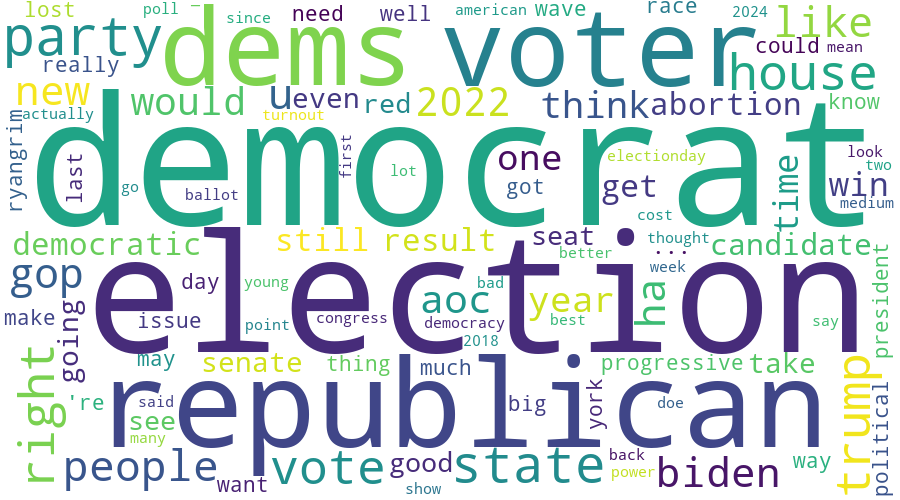 lost
poll
—
since
need
well
american
wave
race
2024
like
party
dems
voter
could
mean
really
house
new
would
u
even
red
2022
think
abortion
know
actually
turnout
ryangrim
democrat
last
first
lot
one
electionday
look
two
go
ballot
got
get
time
win
medium
cost
democratic
still
result
seat
thought
...
candidate
better
gop
going
day
young
election
aoc
bad
week
year
ha
president
make
issue
point
congress
democracy
best
say
2018
right
may
senate
thing
much
progressive
take
republican
trump
're
said
see
many
big
york
doe
political
people
want
vote
good
show
state
back
power
biden
way